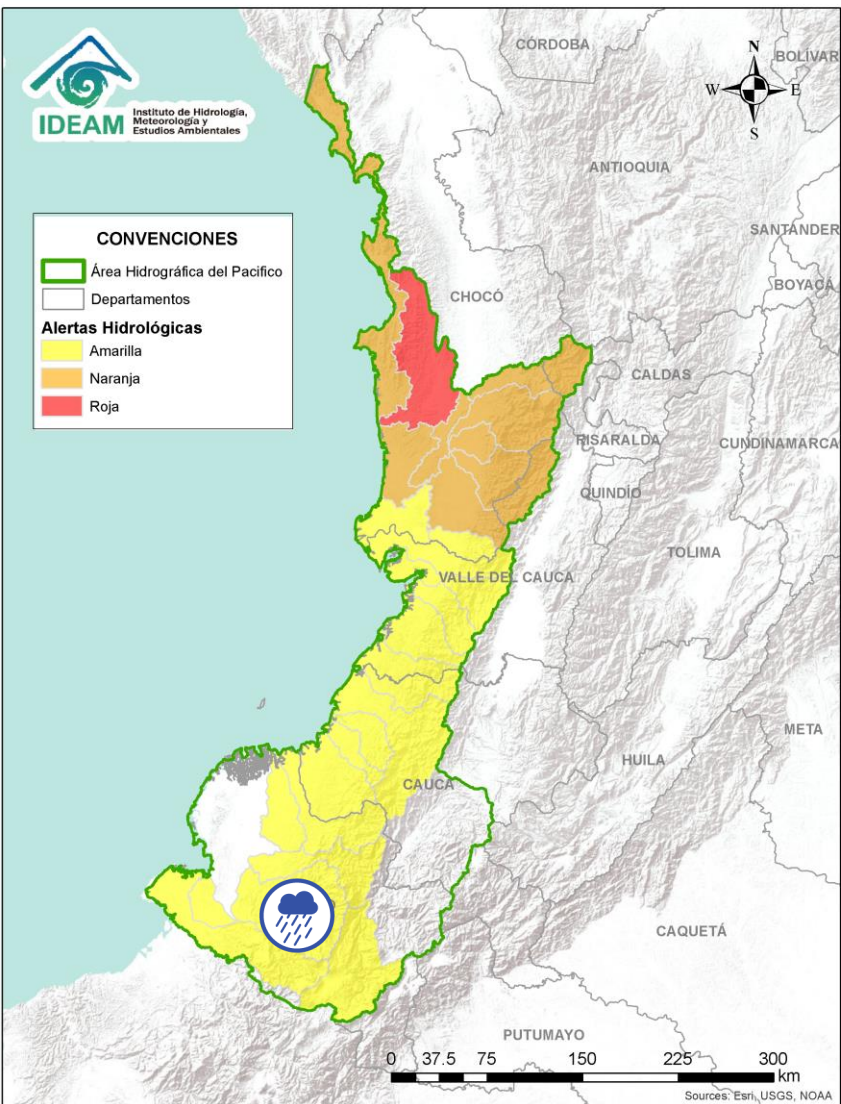 IDEAM
Instituto de Hidrología,
Meteorología y
Estudios Ambientales
N
W E
S
CÓRDOBA
BOLÍVAR
ANTIOQUIA
SANTANDER
BOYACÁ
CHOCÓ
CALDAS
RISARALDA
CUNDINAMARCA
QUINDÍO
TOLIMA
VALLE DEL CAUCA
META
HUILA
CAUCA
CAQUETÁ
PUTUMAYO
CONVENCIONES
Área Hidrográfica del Pacifico
Departamentos
Alertas Hidrológicas
Amarilla
Naranja
Roja
0 37.5 75 150 225 300
km
Sources: Esri, USGS, NOAA